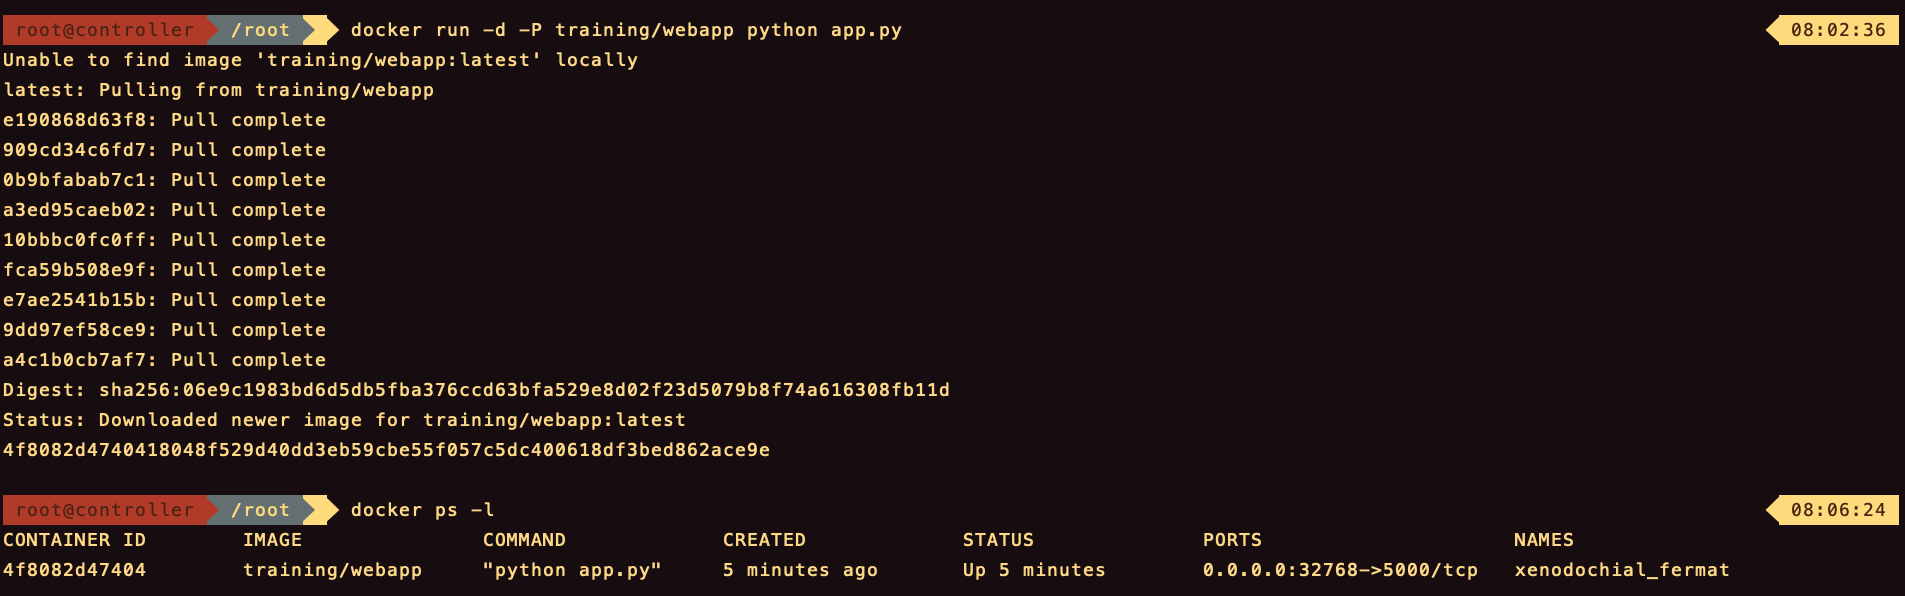 root@controller /root docker run -d -P training/webapp python app.py 08:02:36
Unable to find image 'training/webapp:latest' locally
latest: Pulling from training/webapp
e190868d63f8: Pull complete
909cd34c6fd7: Pull complete
0b9bfabab7c1: Pull complete
a3ed95caeb02: Pull complete
10bbbc0fc0ff: Pull complete
fca59b508e9f: Pull complete
e7ae2541b15b: Pull complete
9dd97ef58ce9: Pull complete
a4c1b0cb7af7: Pull complete
Digest: sha256:06e9c1983bd6d5db5fba376ccd63bfa529e8d02f23d5079b8f74a616308fb11d
Status: Downloaded newer image for training/webapp:latest
4f8082d4740418048f529d40dd3eb59cbe55f057c5dc400618df3bed862ace9e
root@controller /root docker ps -l 08:06:24
CONTAINER ID IMAGE COMMAND CREATED STATUS PORTS NAMES
4f8082d47404 training/webapp "python app.py" 5 minutes ago Up 5 minutes 0.0.0.0:32768->5000/tcp xenodochial_fermat